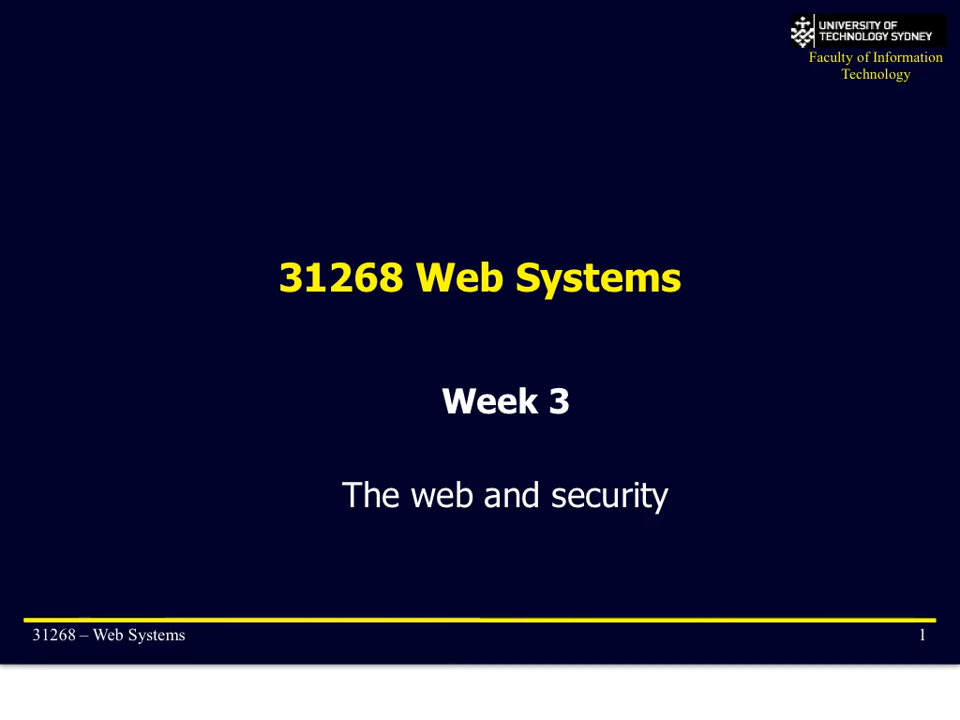 UNIVERSITY OF
TECHNOLOGY SYDNEY
Faculty of Information
Technology
31268 Web Systems
Week 3
The web and security
31268 – Web Systems
1